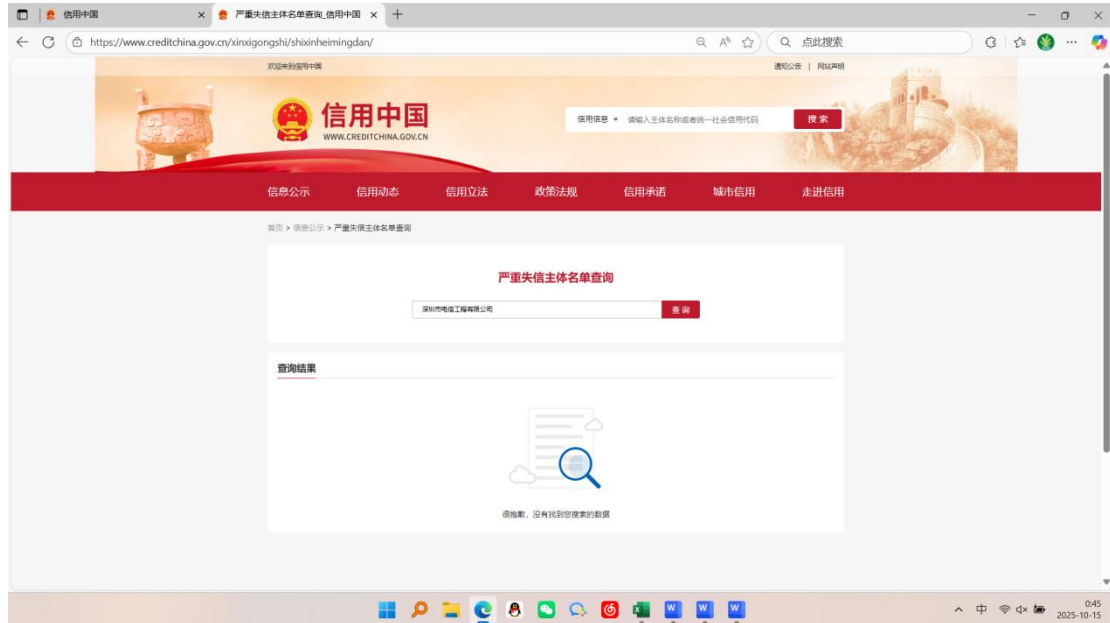 信用中国
严重失信主体名单查询_信用中国
https://www.creditchina.gov.cn/xinxigongshi/shixinheimingdan/
点此搜索
欢迎来到信用中国
通知公告 | 网站声明
信用中国
WWW.CREDITCHINA.GOV.CN
信用信息
请输入主体名称或者统一社会信用代码
搜索
信息公示 信用动态 信用立法 政策法规 信用承诺 城市信用 走进信用
首页 > 信息公示 > 严重失信主体名单查询
严重失信主体名单查询
深圳市电信工程有限公司
查询
查询结果
很抱歉，没有找到您搜索的数据
中
0:45
2025-10-15